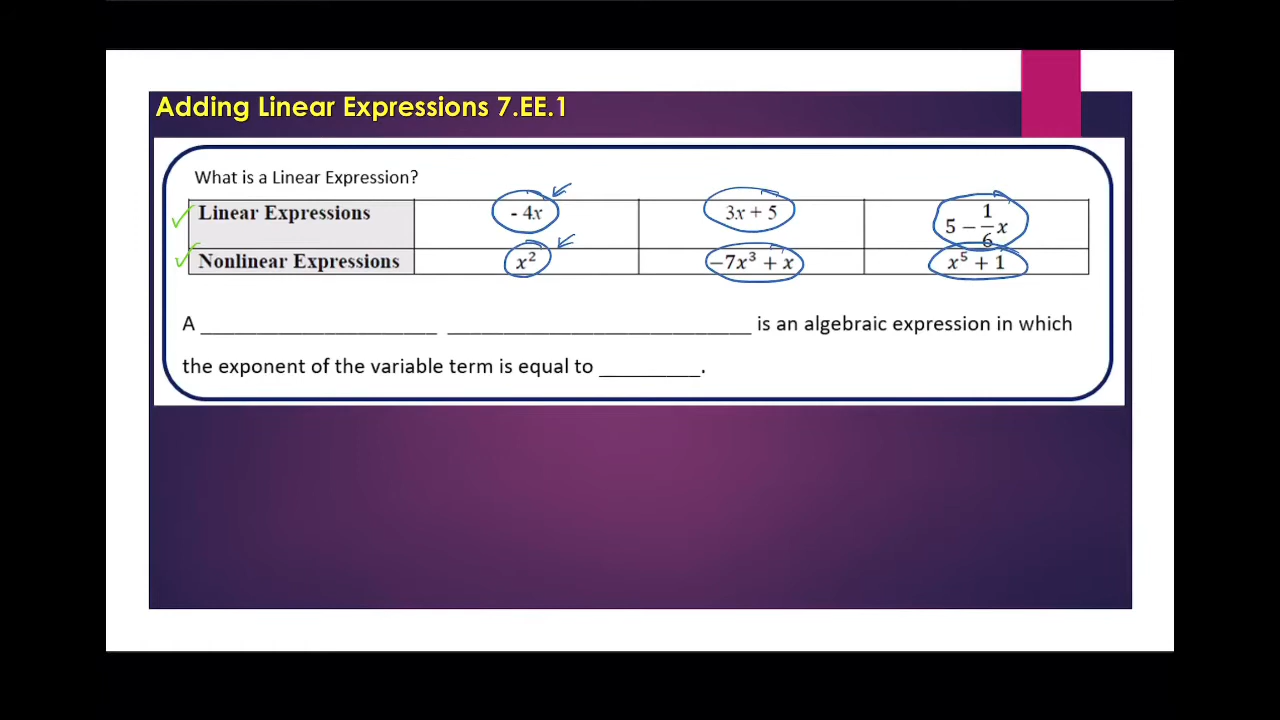 Adding Linear Expressions 7.EE.1
What is a Linear Expression?
Linear Expressions - 4x 3x + 5 5 − 1/6 x
Nonlinear Expressions x² −7x³ + x x⁵ + 1
A _____________________ ___________________________ is an algebraic expression in which
the exponent of the variable term is equal to _________.